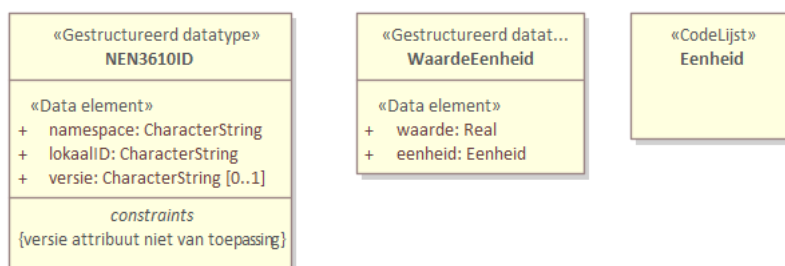 «Gestructureerd datatype»
NEN3610ID
«Data element»
+ namespace: CharacterString
+ lokaalID: CharacterString
+ versie: CharacterString [0..1]
constraints
{versie attribuut niet van toepassing}
«Gestructureerd datat...
WaardeEenheid
«Data element»
+ waarde: Real
+ eenheid: Eenheid
«CodeLijst»
Eenheid